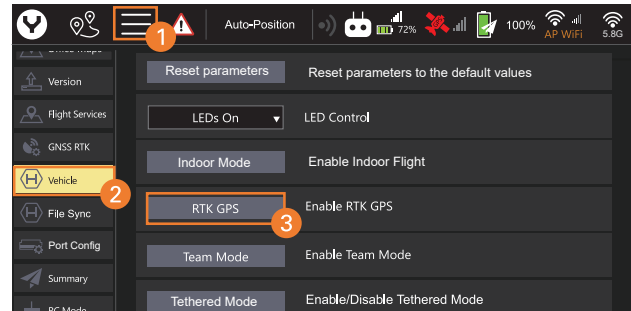 Y
1
Auto-Position
72%
100%
AP WiFi
5.8G
Reset parameters
Reset parameters to the default values
Version
Flight Services
LEDs On
LED Control
GNSS RTK
Indoor Mode
Enable Indoor Flight
H Vehicle
2
H File Sync
RTK GPS
3
Enable RTK GPS
Port Config
Team Mode
Enable Team Mode
Summary
Tethered Mode
Enable/Disable Tethered Mode